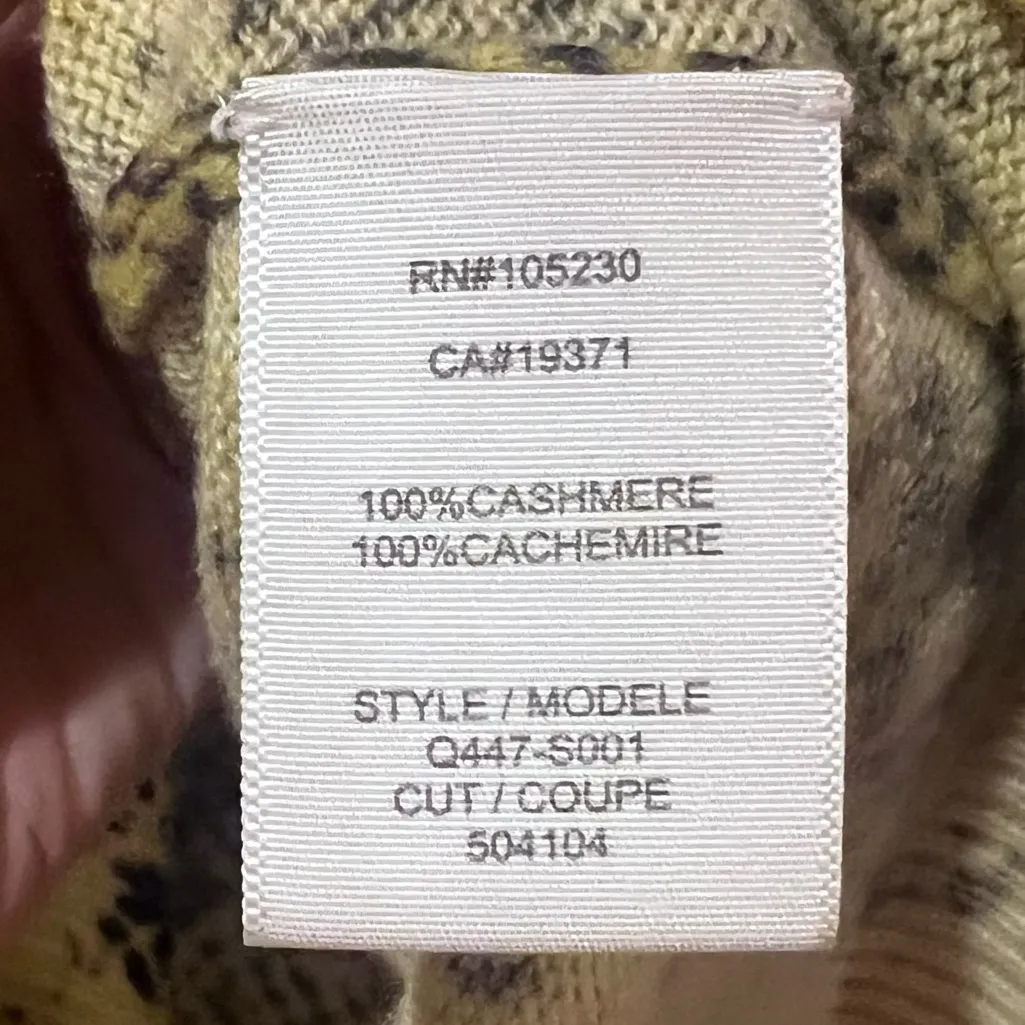 RN#105230
CA#19371
100%CASHMERE
100%CACHEMIRE
STYLE / MODELE
Q447-S001
CUT / COUPE
504104